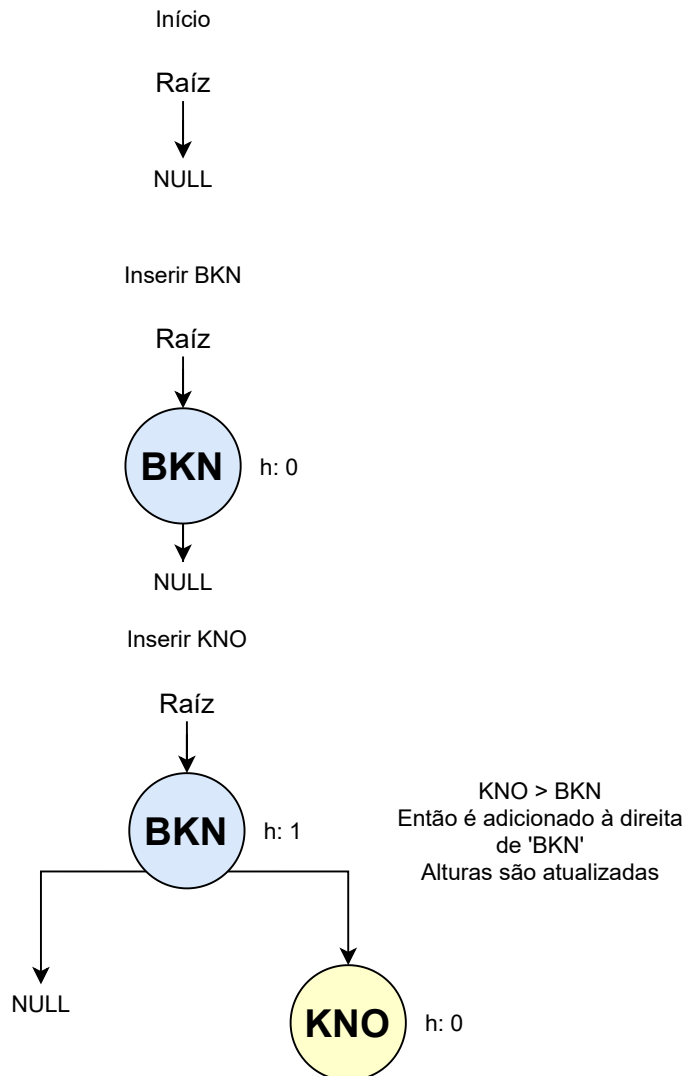 Início
Raíz
NULL
Inserir BKN
Raíz
BKN
h: 0
NULL
Inserir KNO
Raíz
BKN
h: 1
KNO > BKN
Então é adicionado à direita
de 'BKN'
Alturas são atualizadas
NULL
KNO
h: 0